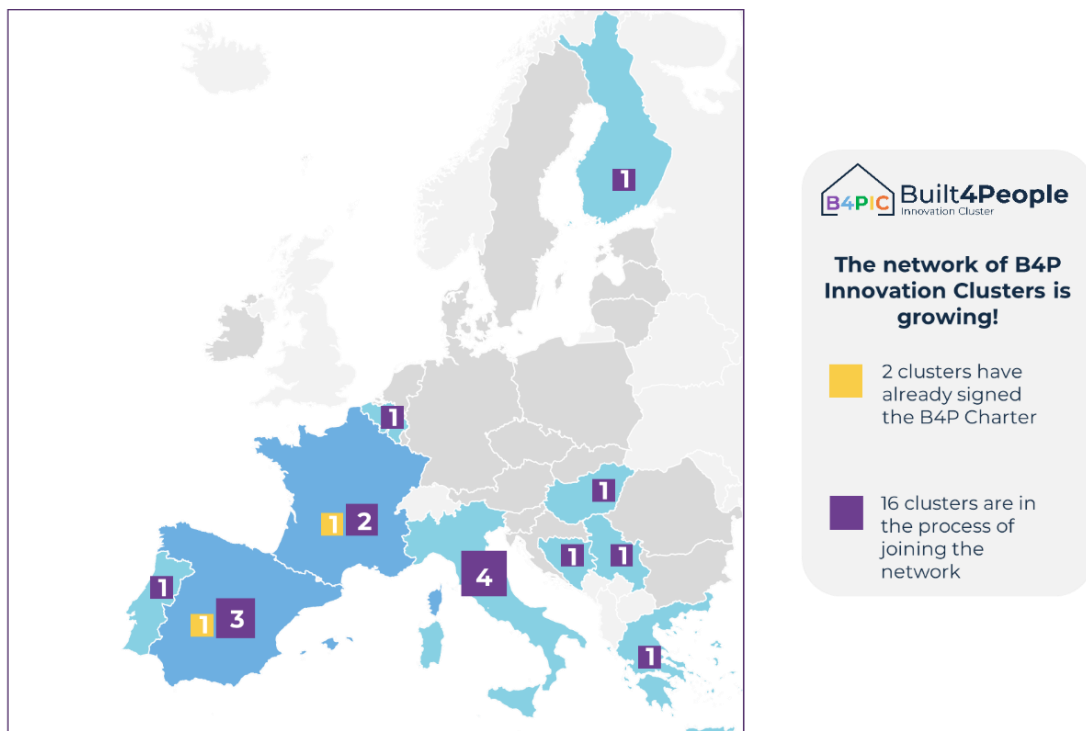 1
1
1
1 2
1 1
4
1
1 3
1
B4PIC Built4People
Innovation Cluster
The network of B4P
Innovation Clusters is
growing!
2 clusters have
already signed
the B4P Charter
16 clusters are in
the process of
joining the
network